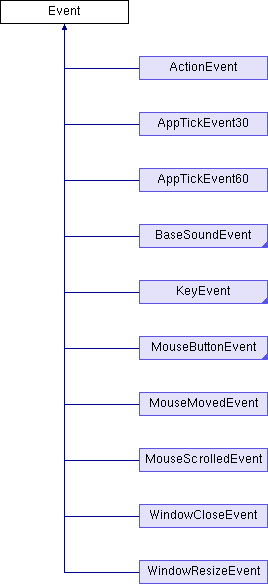 Event
ActionEvent
AppTickEvent30
AppTickEvent60
BaseSoundEvent
KeyEvent
MouseButtonEvent
MouseMovedEvent
MouseScrolledEvent
WindowCloseEvent
WindowResizeEvent